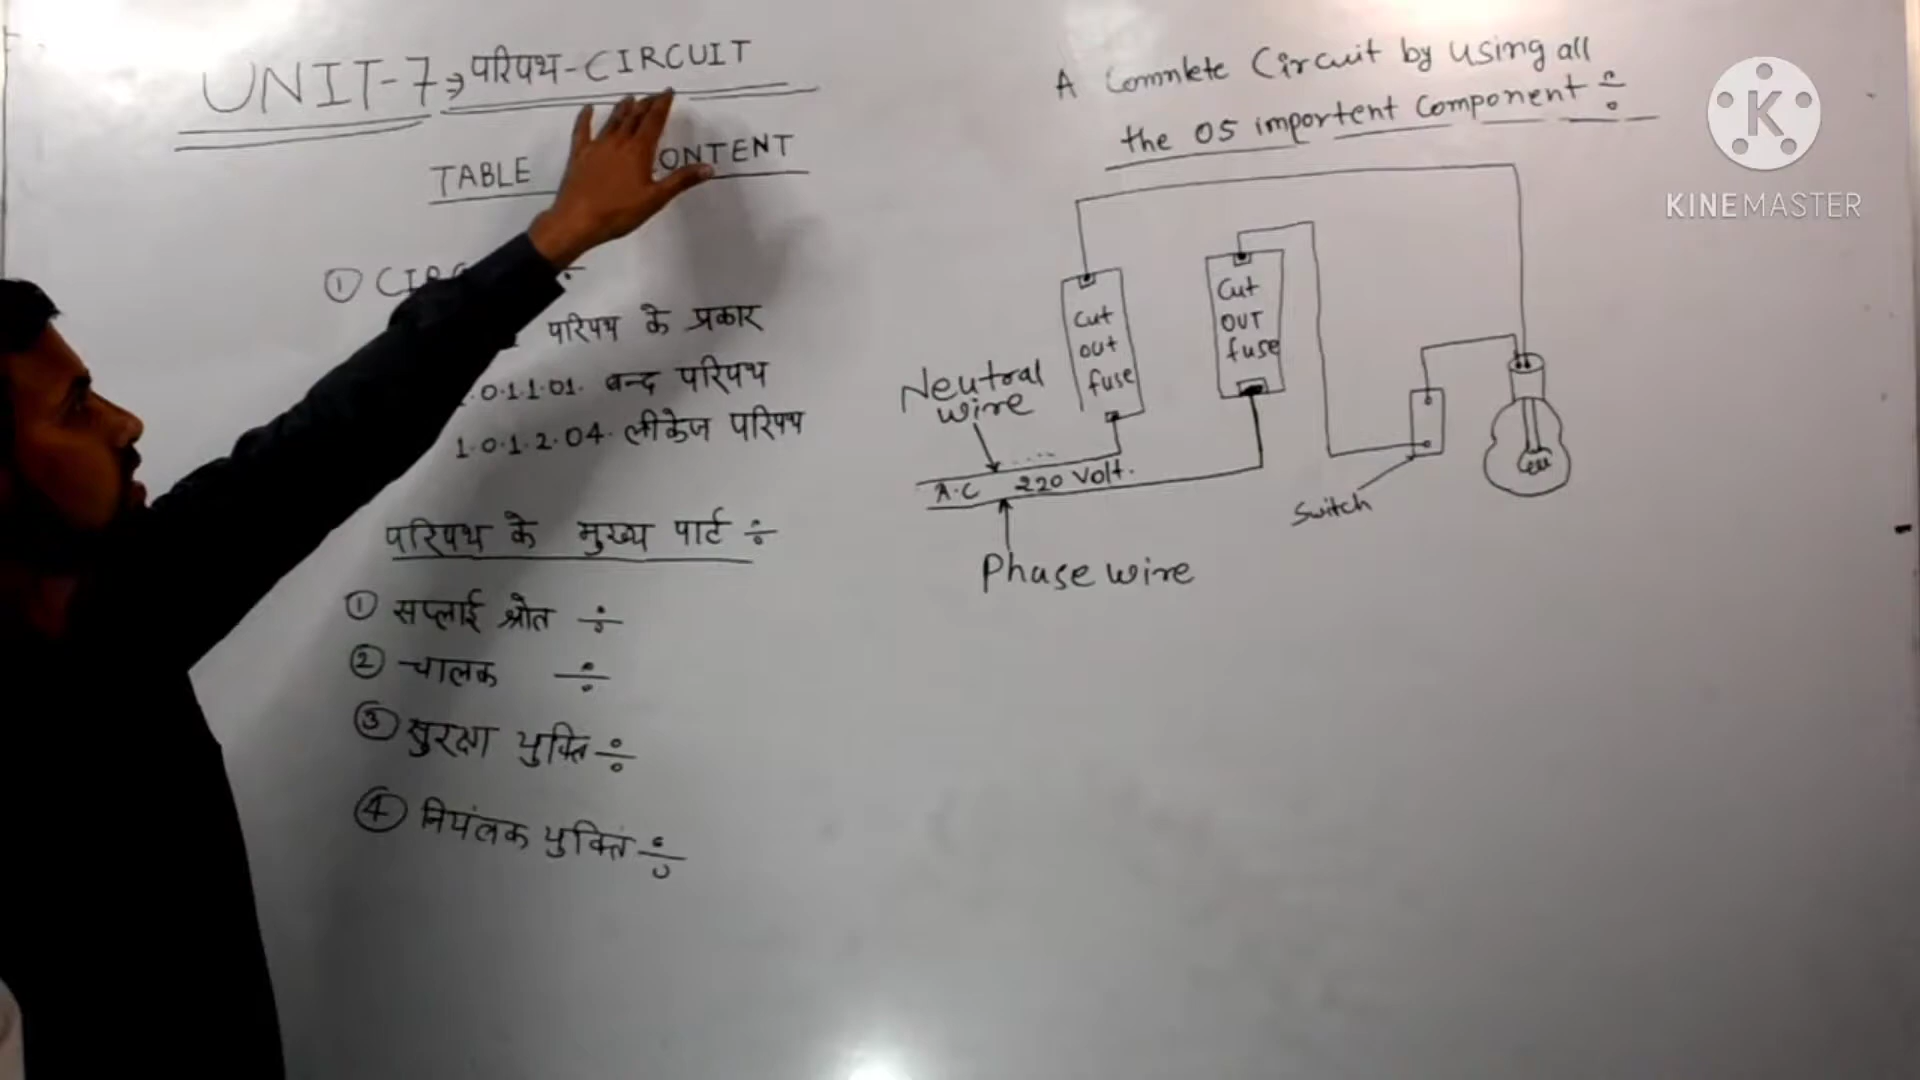 UNIT-7 परिपथ-CIRCUIT
TABLE ONTENT
① CIRC
परिपथ के प्रकार
.0.1.1.01. बन्द परिपथ
1.0.1.2.04. लीकेज परिपथ
परिपथ के मुख्य पार्ट ÷
① सप्लाई श्रोत ÷
② चालक ÷
③ सुरक्षा युक्ति ÷
④ नियंत्रक युक्ति ÷
A Comnlete Circuit by using all
the 05 importent Component ÷
Cut
out
fuse
Cut
OUT
fuse
Neutral
wire
A.C 220 Volt.
Phase wire
Switch
K
KINEMASTER